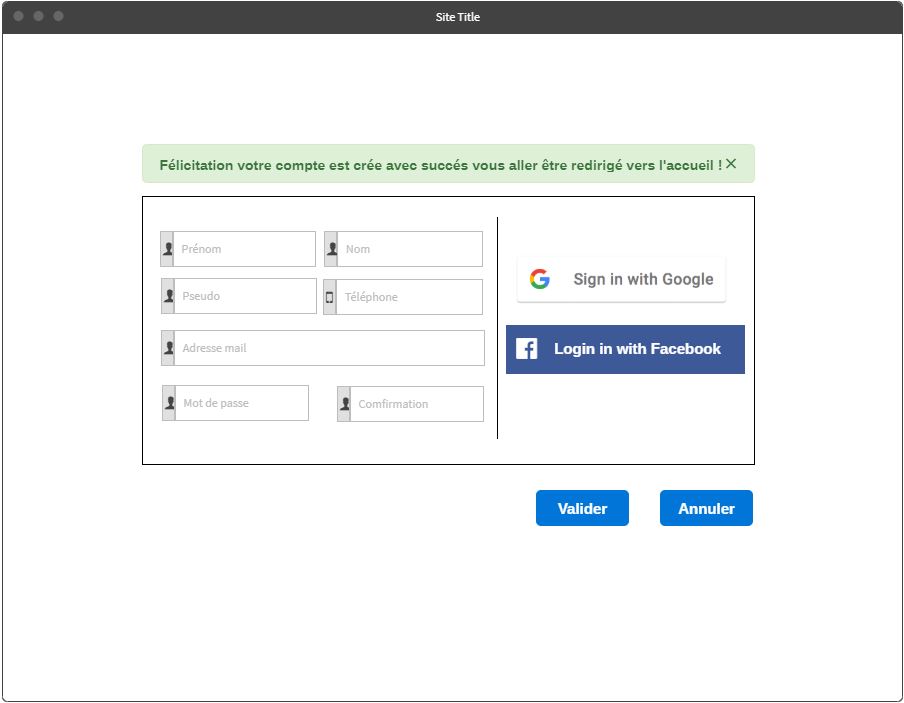 Site Title
Félicitation votre compte est crée avec succés vous aller être redirigé vers l'accueil !
Prénom
Nom
Pseudo
Téléphone
Adresse mail
Mot de passe
Comfirmation
Sign in with Google
Login in with Facebook
Valider
Annuler